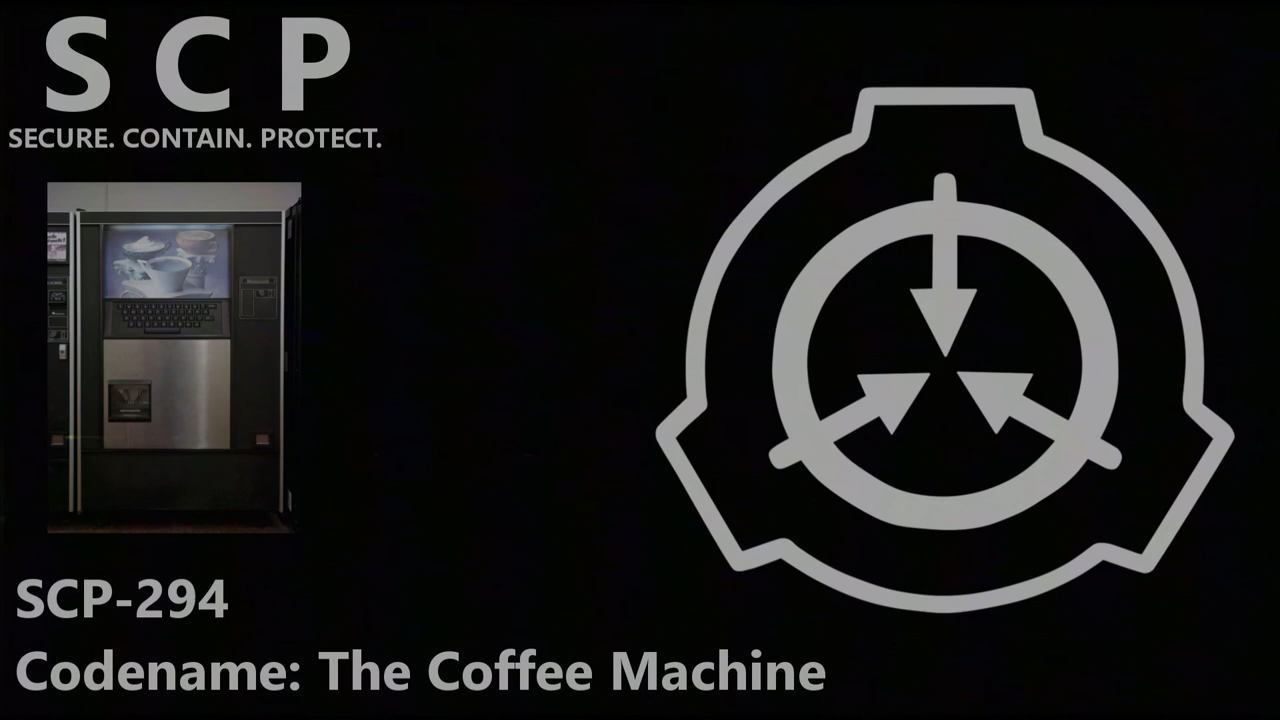 S C P
SECURE. CONTAIN. PROTECT.
SCP-294
Codename: The Coffee Machine